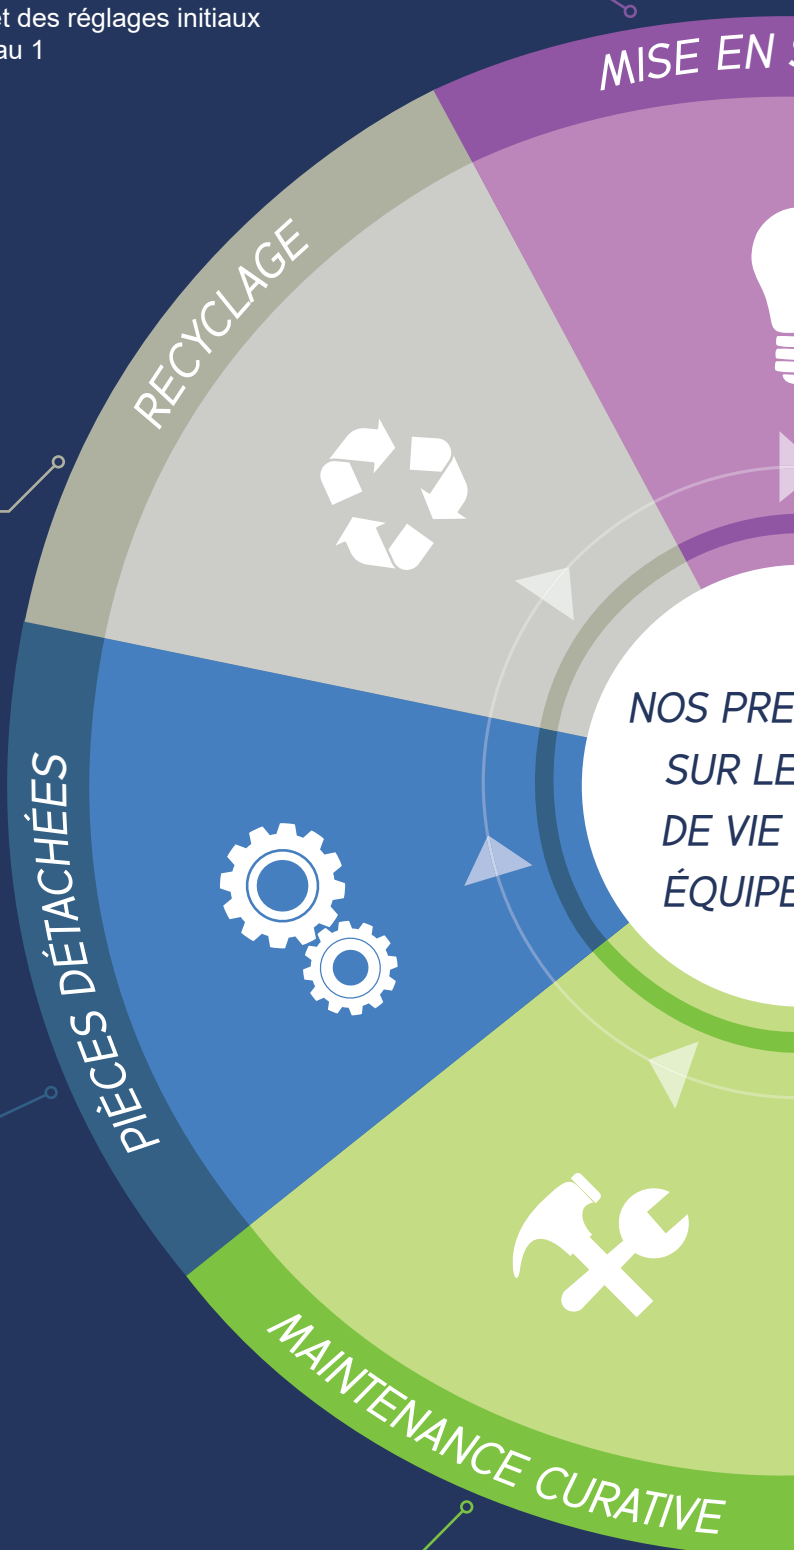 et des réglages initiaux
au 1
MISE EN
RECYCLAGE
NOS PRE
SUR LE
DE VIE
ÉQUIPE
PIÈCES DÉTACHÉES
MAINTENANCE CURATIVE